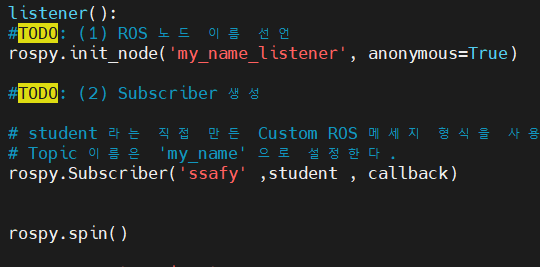 listener():
#TODO: (1) ROS 노드 이름 선언
rospy.init_node('my_name_listener', anonymous=True)
#TODO: (2) Subscriber 생성
# student 라는 직접 만든 Custom ROS 메세지 형식을 사용
# Topic 이름은 'my_name' 으로 설정한다.
rospy.Subscriber('ssafy' ,student , callback)
rospy.spin()